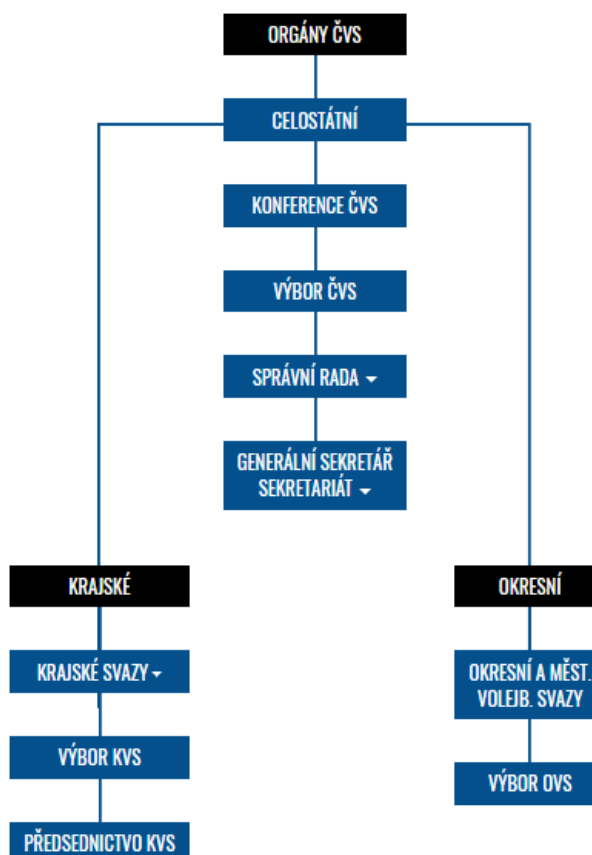 ORGÁNY ČVS
CELOSTÁTNÍ
KONFERENCE ČVS
VÝBOR ČVS
SPRÁVNÍ RADA
GENERÁLNÍ SEKRETÁŘ
SEKRETARIÁT
KRAJSKÉ
KRAJSKÉ SVAZY
VÝBOR KVS
PŘEDSEDNICTVO KVS
OKRESNÍ
OKRESNÍ A MĚST.
VOLEJB. SVAZY
VÝBOR OVS